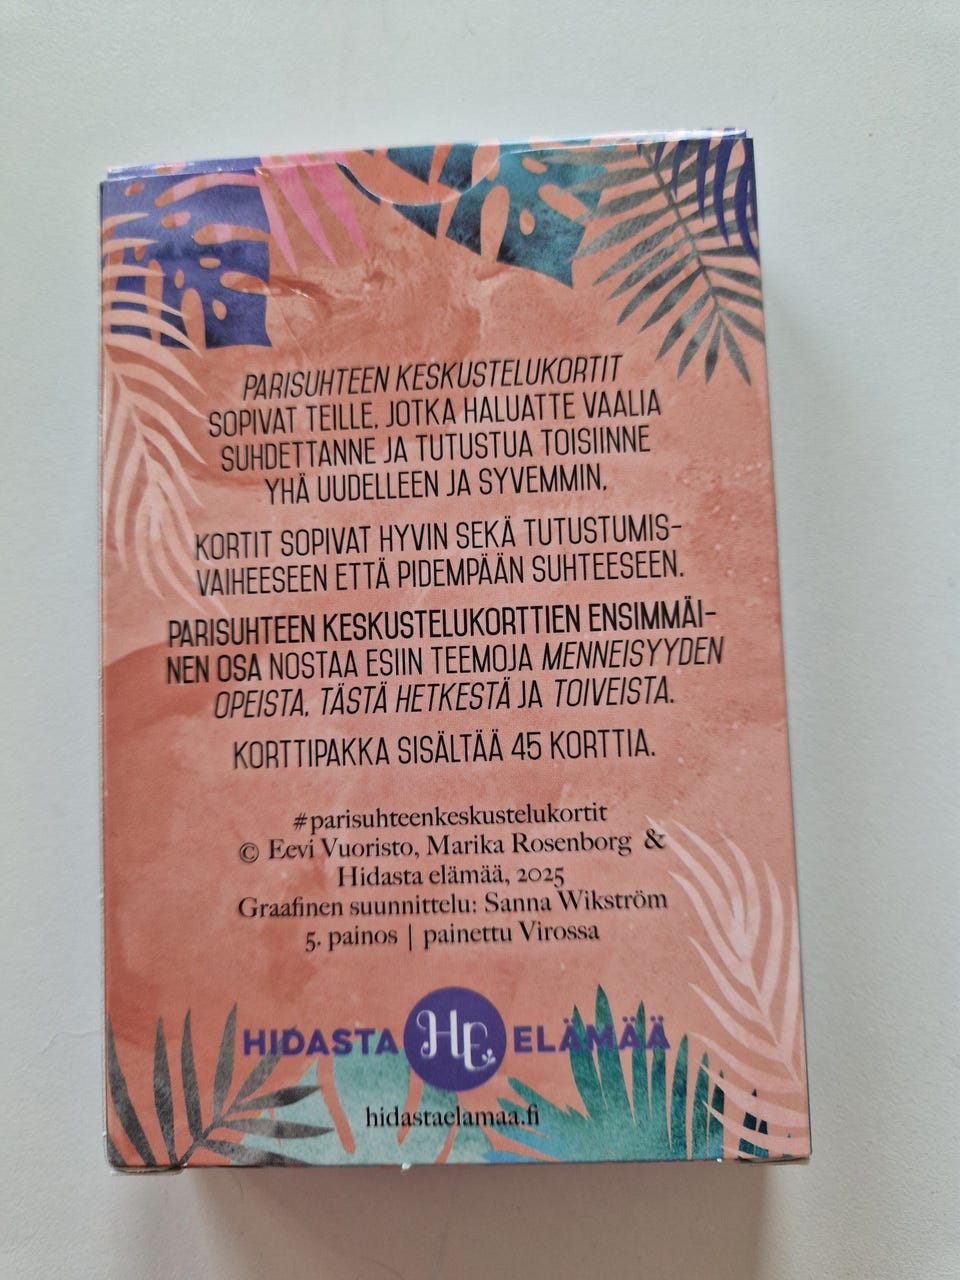 PARISUHTEEN KESKUSTELUKORTIT
SOPIVAT TEILLE, JOTKA HALUATTE VAALIA
SUHDETTANNE JA TUTUSTUA TOISIINNE
YHÄ UUDELLEEN JA SYVEMMIN.
KORTIT SOPIVAT HYVIN SEKÄ TUTUSTUMIS-
VAIHEESEEN ETTÄ PIDEMPÄÄN SUHTEESEEN.
PARISUHTEEN KESKUSTELUKORTTIEN ENSIMMÄI-
NEN OSA NOSTAA ESIIN TEEMOJA MENNEISYYDEN
OPEISTA, TÄSTÄ HETKESTÄ JA TOIVEISTA.
KORTTIPAKKA SISÄLTÄÄ 45 KORTTIA.
#parisuhteenkeskustelukortit
© Eevi Vuoristo, Marika Rosenborg &
Hidasta elämää, 2025
Graafinen suunnittelu: Sanna Wikström
5. painos | painettu Virossa
HIDASTA HE ELÄMÄÄ
hidastaelamaa.fi